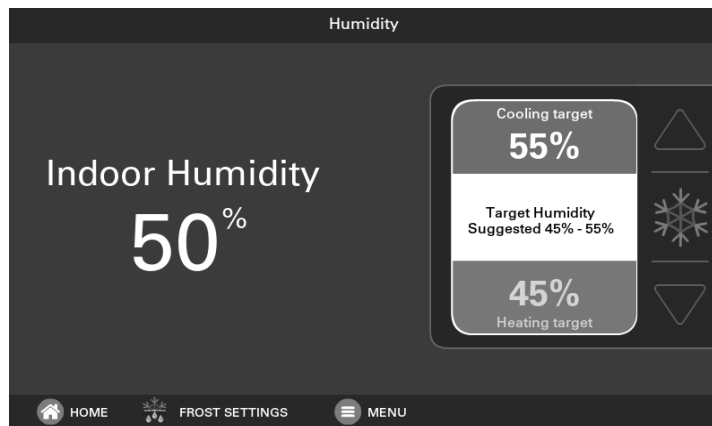 Humidity
Indoor Humidity
50%
Cooling target
55%
Target Humidity
Suggested 45% - 55%
45%
Heating target
HOME
FROST SETTINGS
MENU